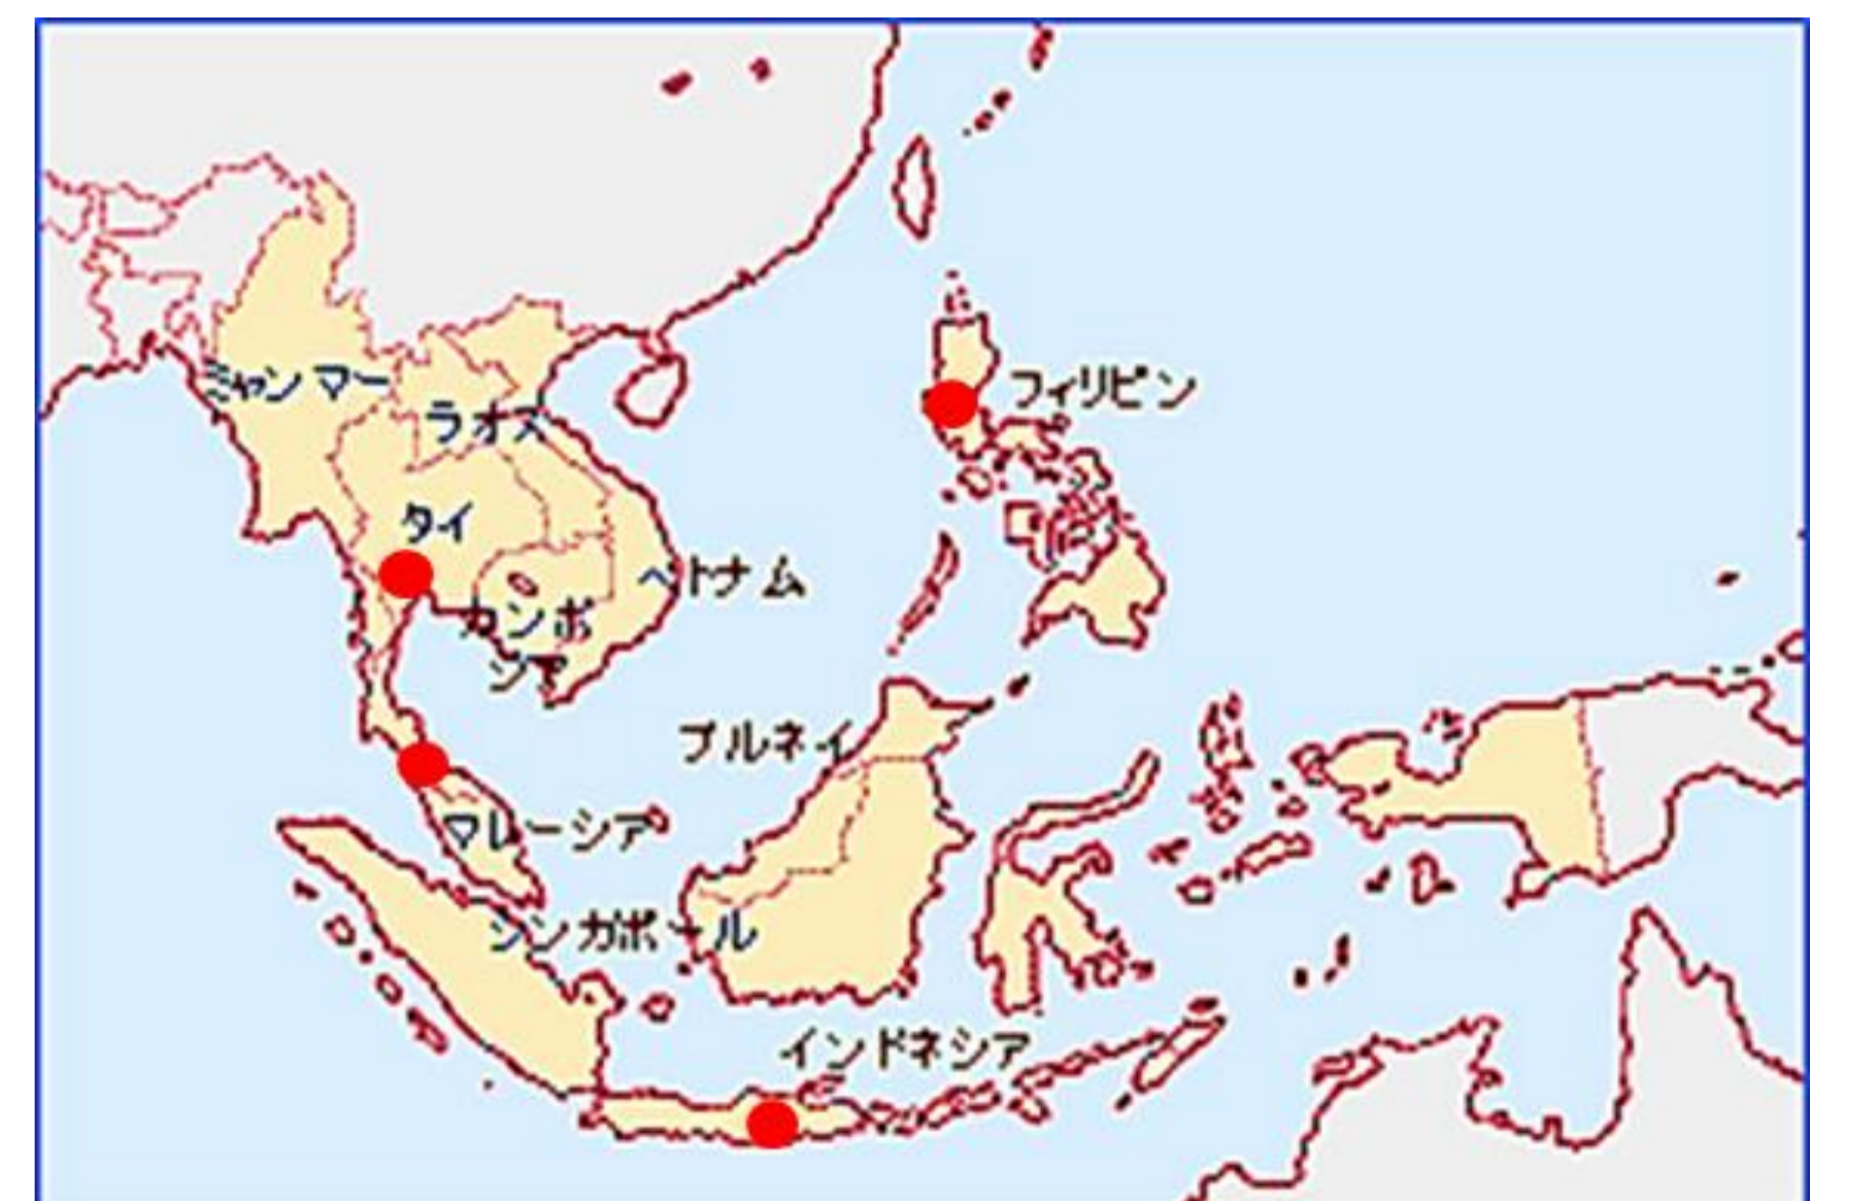 ミャンマー
フィリピン
ラオス
タイ
ベトナム
カンボ
ジア
ブルネイ
マレーシア
シンガポール
インドネシア